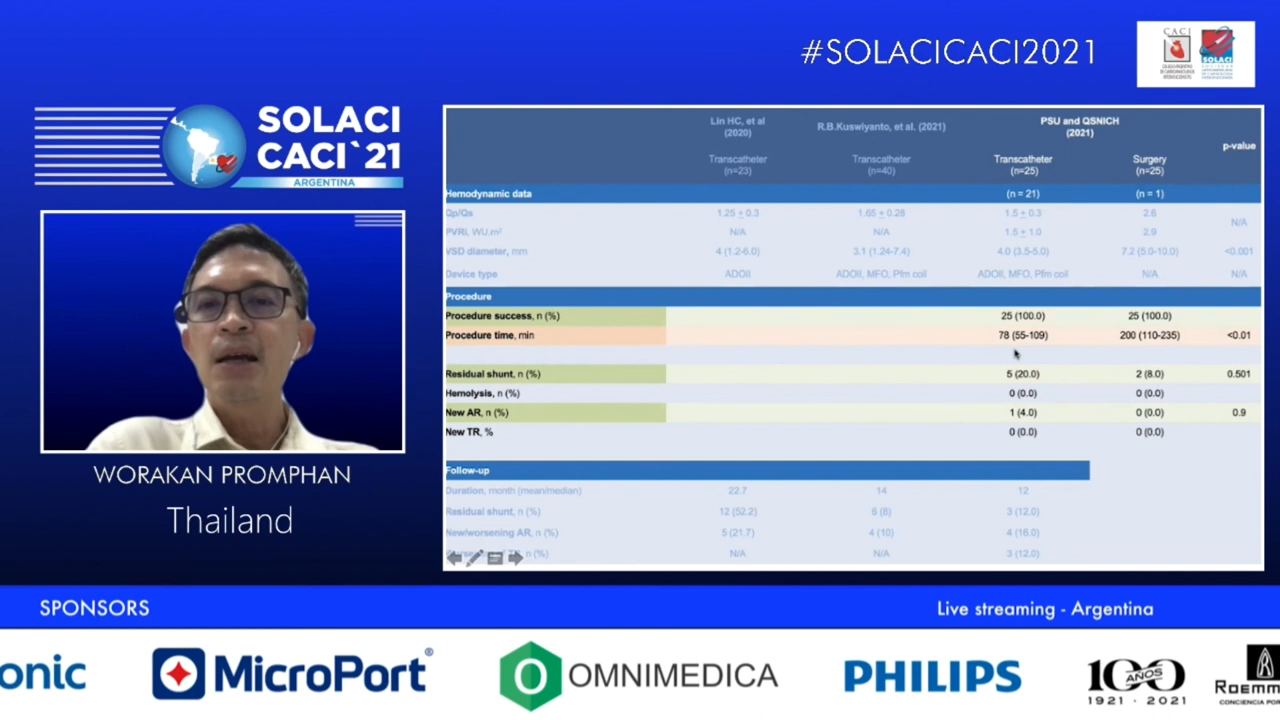 #SOLACICACI2021
CACI
SOLACI
SOLACI
CACI`21
ARGENTINA
WORAKAN PROMPHAN
Thailand
Lin HC, et al (2020) R.B.Kuswiyanto, et al. (2021) PSU and QSNICH (2021) p-value
Transcatheter (n=23) Transcatheter (n=40) Transcatheter (n=25) Surgery (n=25)
Hemodynamic data (n = 21) (n = 1)
Qp/Qs 1.25 ± 0.3 1.65 ± 0.28 1.5 ± 0.3 2.6 N/A
PVRI, WU.m² N/A N/A 1.5 ± 1.0 2.9
VSD diameter, mm 4 (1.2-6.0) 3.1 (1.24-7.4) 4.0 (3.5-5.0) 7.2 (5.0-10.0) <0.001
Device type ADOII ADOII, MFO, Pfm coil ADOII, MFO, Pfm coil N/A N/A
Procedure
Procedure success, n (%) 25 (100.0) 25 (100.0)
Procedure time, min 78 (55-109) 200 (110-235) <0.01
Residual shunt, n (%) 5 (20.0) 2 (8.0) 0.501
Hemolysis, n (%) 0 (0.0) 0 (0.0)
New AR, n (%) 1 (4.0) 0 (0.0) 0.9
New TR, % 0 (0.0) 0 (0.0)
Follow-up
Duration, month (mean/median) 22.7 14 12
Residual shunt, n (%) 12 (52.2) 6 (8) 3 (12.0)
New/worsening AR, n (%) 5 (21.7) 4 (10) 4 (16.0)
n (%) N/A N/A 3 (12.0)
SPONSORS Live streaming - Argentina
onic MicroPort® OMNIMEDICA PHILIPS 100 AÑOS 1921 · 2021 Roemm
CONCIENCIA POR